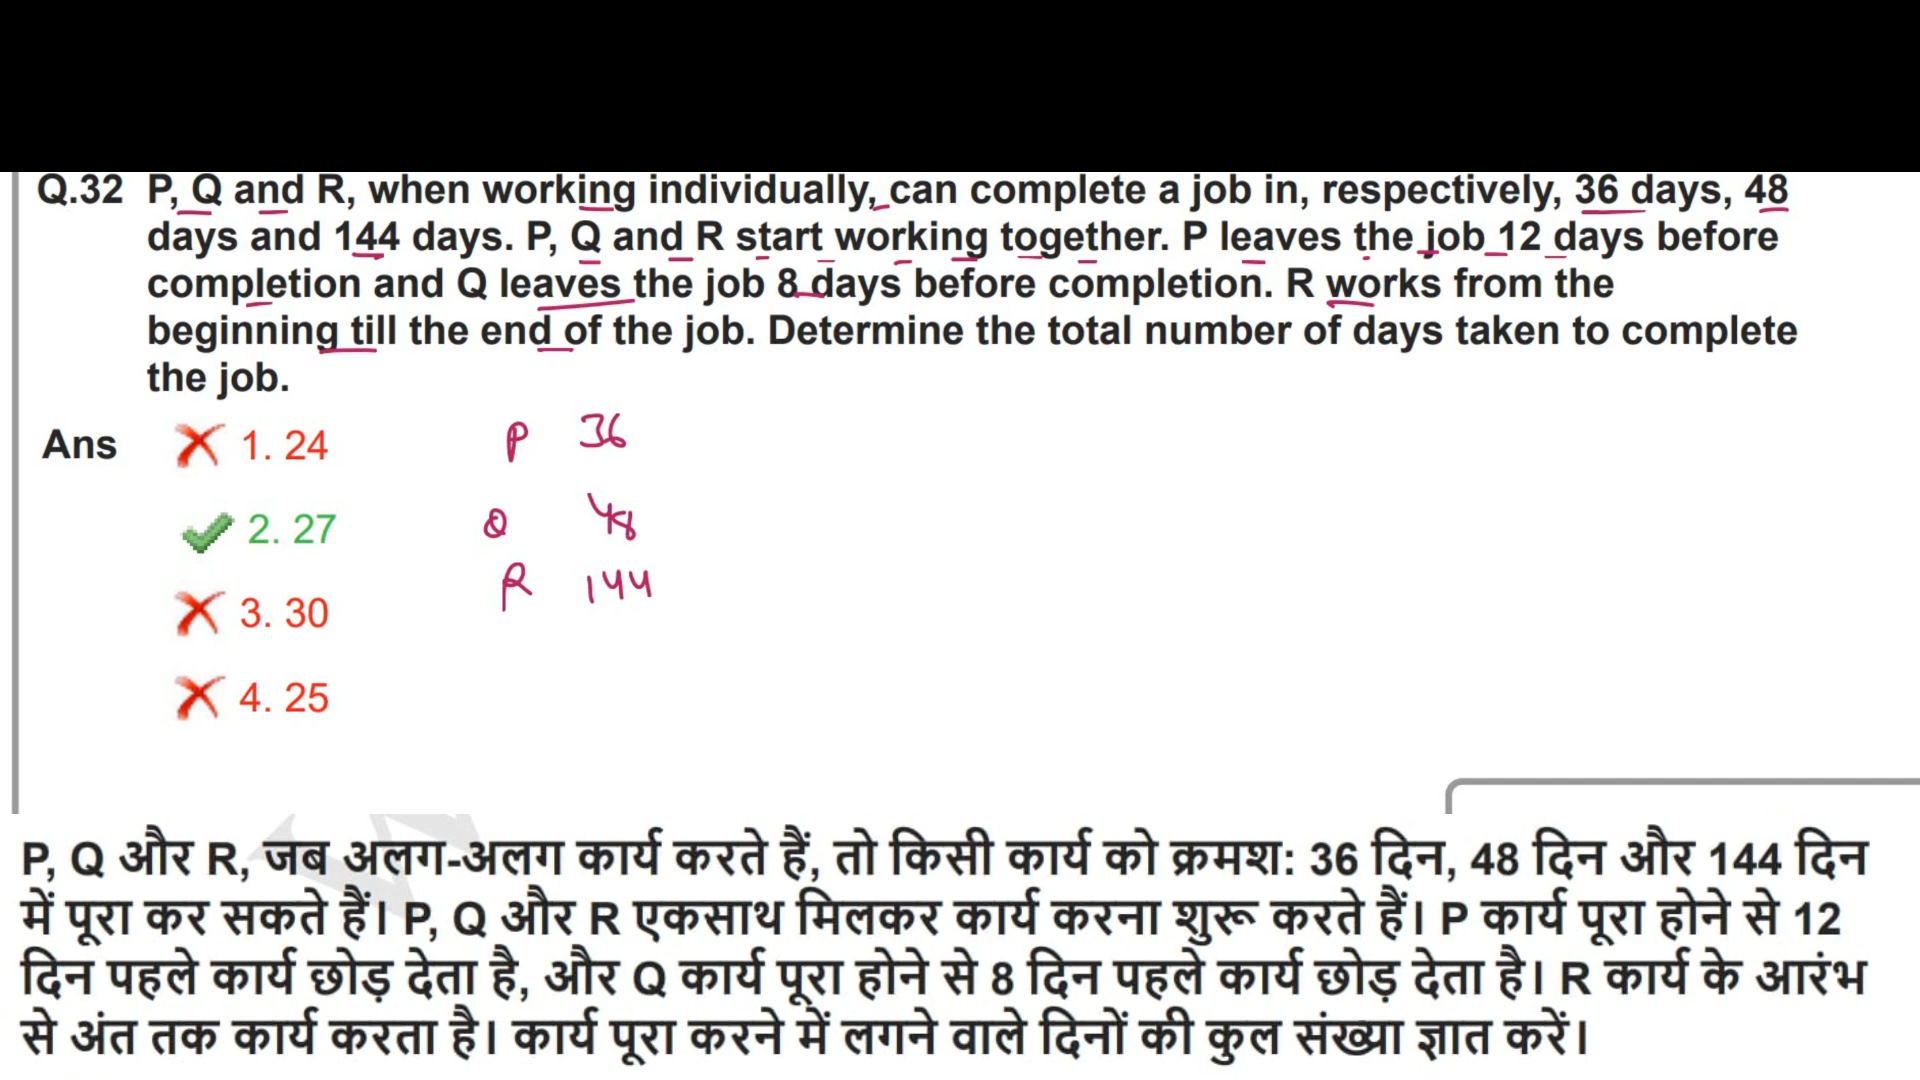 Q.32 P, Q and R, when working individually, can complete a job in, respectively, 36 days, 48
days and 144 days. P, Q and R start working together. P leaves the job 12 days before
completion and Q leaves the job 8 days before completion. R works from the
beginning till the end of the job. Determine the total number of days taken to complete
the job.
Ans 1. 24
2. 27
3. 30
4. 25
P 36
Q 48
R 144
P, Q और R, जब अलग-अलग कार्य करते हैं, तो किसी कार्य को क्रमश: 36 दिन, 48 दिन और 144 दिन
में पूरा कर सकते हैं। P, Q और R एकसाथ मिलकर कार्य करना शुरू करते हैं। P कार्य पूरा होने से 12
दिन पहले कार्य छोड़ देता है, और Q कार्य पूरा होने से 8 दिन पहले कार्य छोड़ देता है। R कार्य के आरंभ
से अंत तक कार्य करता है। कार्य पूरा करने में लगने वाले दिनों की कुल संख्या ज्ञात करें।